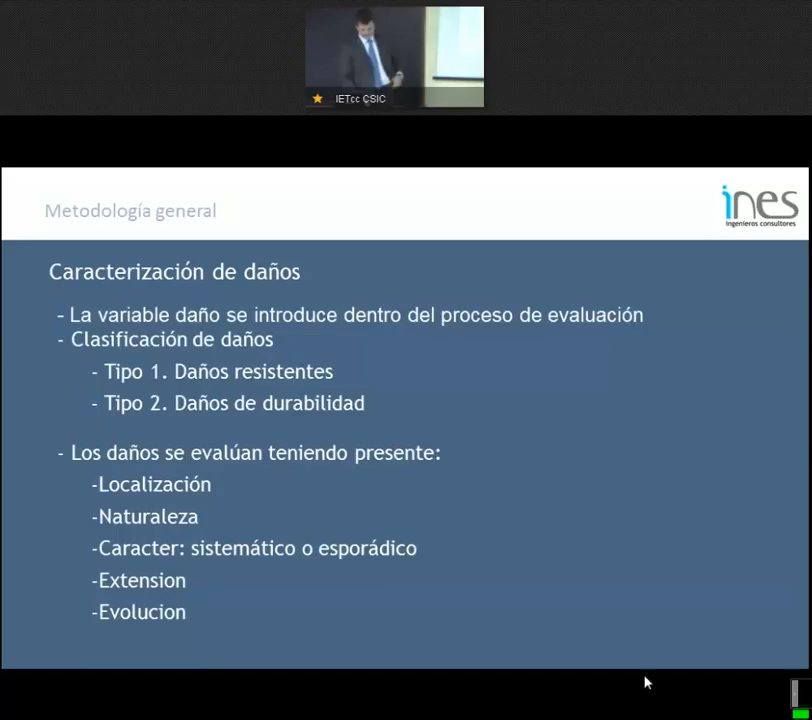 IETcc CSIC
Metodología general
ines
ingenieros consultores
Caracterización de daños
- La variable daño se introduce dentro del proceso de evaluación
- Clasificación de daños
- Tipo 1. Daños resistentes
- Tipo 2. Daños de durabilidad
- Los daños se evalúan teniendo presente:
-Localización
-Naturaleza
-Caracter: sistemático o esporádico
-Extension
-Evolucion